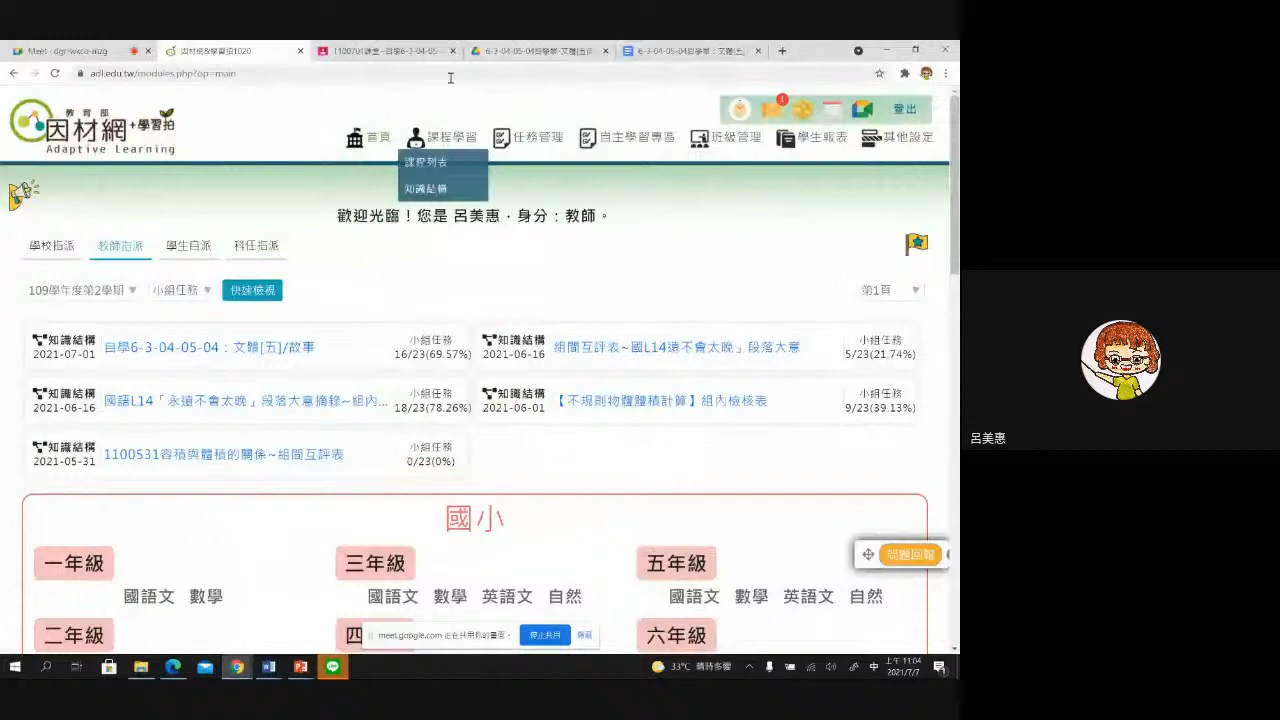 Meet - dgr-wxco-mzg
因材網&學習拍1020
1100701課堂~自學6-3-04-05-
6-3-04-05-04自學單-文體[五]
6-3-04-05-04自學單：文體[五]
adl.edu.tw/modules.php?op=main
教育部
因材網+學習拍
Adaptive Learning
1
登出
首頁
課程學習
任務管理
自主學習專區
班級管理
學生報表
其他設定
課程列表
知識結構
歡迎光臨！您是 呂美惠．身分：教師。
學校指派
教師指派
學生自派
科任指派
109學年度第2學期
小組任務
快速檢視
第1頁
知識結構
2021-07-01
自學6-3-04-05-04：文體[五]/故事
小組任務
16/23(69.57%)
知識結構
2021-06-16
組間互評表~國L14遠不會太晚」段落大意
小組任務
5/23(21.74%)
知識結構
2021-06-16
國語L14「永遠不會太晚」段落大意摘錄~組內...
小組任務
18/23(78.26%)
知識結構
2021-06-01
【不規則物體體積計算】組內檢核表
小組任務
9/23(39.13%)
知識結構
2021-05-31
1100531容積與體積的關係~組間互評表
小組任務
0/23(0%)
國小
一年級
三年級
五年級
國語文 數學
國語文 數學 英語文 自然
國語文 數學 英語文 自然
問題回報
二年級
四
六年級
meet.google.com 正在共用你的畫面。
停止共用
隱藏
33°C 晴時多雲
中
上午 11:04
2021/7/7
呂美惠